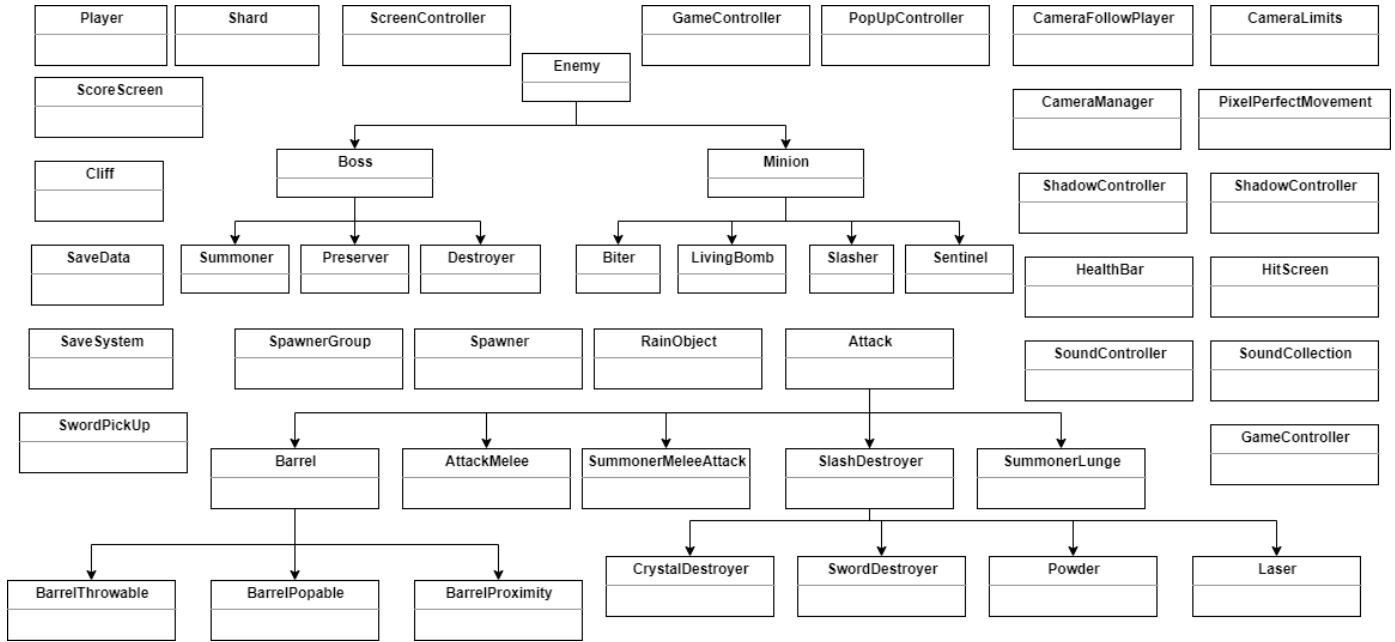 Player
Shard
ScreenController
GameController
PopUpController
CameraFollowPlayer
CameraLimits
Enemy
ScoreScreen
CameraManager
PixelPerfectMovement
Boss
Minion
Cliff
ShadowController
ShadowController
SaveData
Summoner
Preserver
Destroyer
Biter
LivingBomb
Slasher
Sentinel
HealthBar
HitScreen
SaveSystem
SpawnerGroup
Spawner
RainObject
Attack
SoundController
SoundCollection
SwordPickUp
GameController
Barrel
AttackMelee
SummonerMeleeAttack
SlashDestroyer
SummonerLunge
CrystalDestroyer
SwordDestroyer
Powder
Laser
BarrelThrowable
BarrelPopable
BarrelProximity